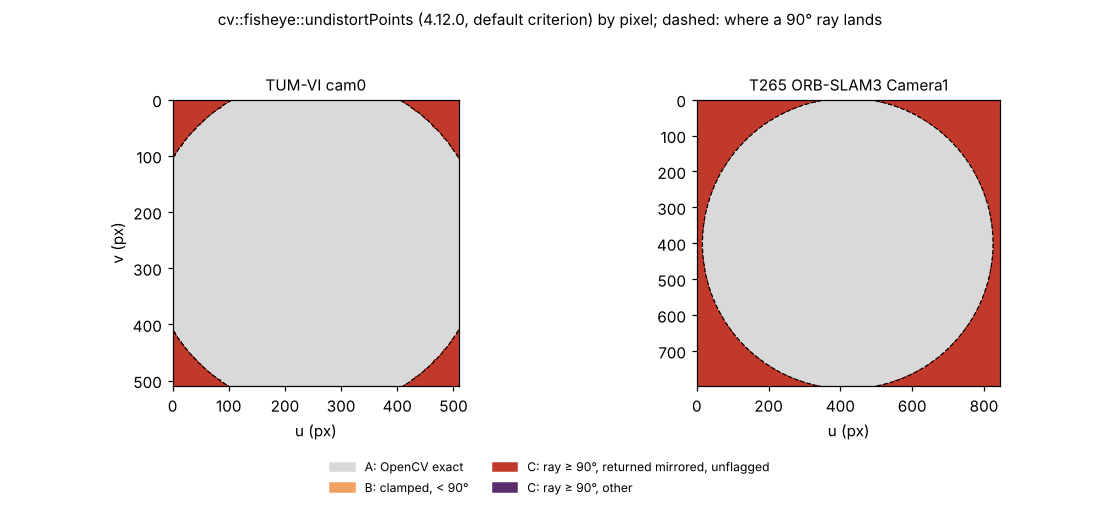 cv::fisheye::undistortPoints (4.12.0, default criterion) by pixel; dashed: where a 90° ray lands
TUM-VI cam0
0
100
200
300
400
500
v (px)
0 100 200 300 400 500
u (px)
T265 ORB-SLAM3 Camera1
0
100
200
300
400
500
600
700
0 200 400 600 800
u (px)
A: OpenCV exact
B: clamped, < 90°
C: ray ≥ 90°, returned mirrored, unflagged
C: ray ≥ 90°, other